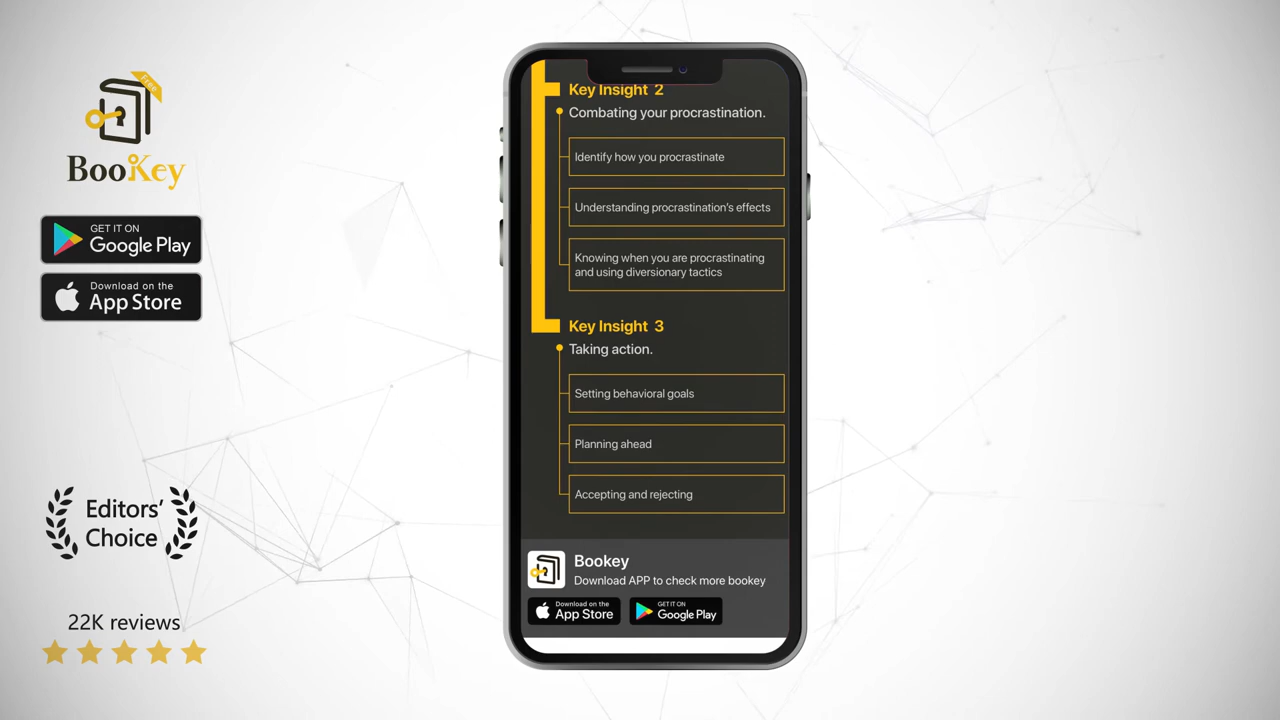 Free
BooKey
GET IT ON
Google Play
Download on the
App Store
Editors'
Choice
22K reviews
Key Insight 2
Combating your procrastination.
Identify how you procrastinate
Understanding procrastination's effects
Knowing when you are procrastinating
and using diversionary tactics
Key Insight 3
Taking action.
Setting behavioral goals
Planning ahead
Accepting and rejecting
Bookey
Download APP to check more bookey
Download on the
App Store
GET IT ON
Google Play